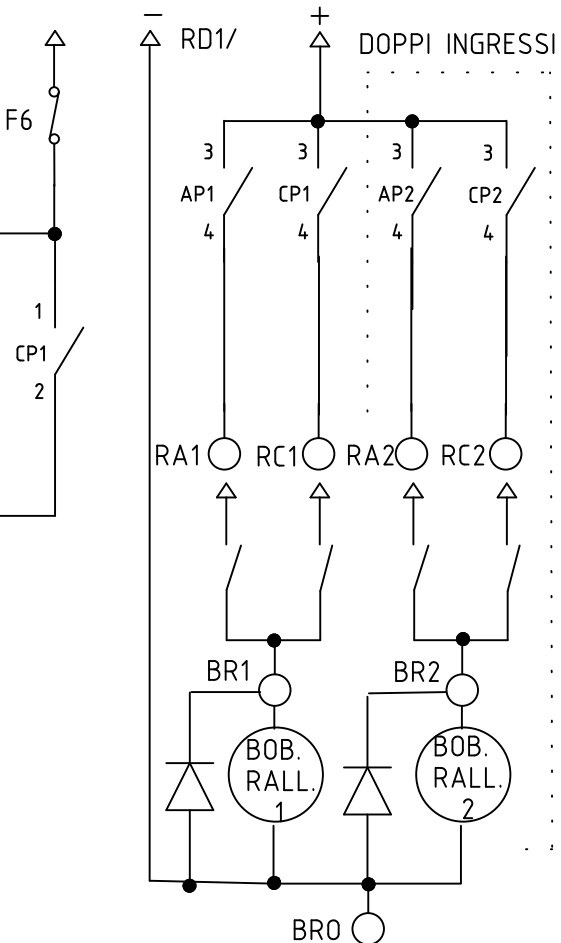 − +
RD1/ DOPPI INGRESSI
F6
3 3 3 3
AP1 CP1 AP2 CP2
4 4 4 4
1
CP1
2
RA1 RC1 RA2 RC2
BR1 BR2
BOB. BOB.
RALL. RALL.
1 2
BR0